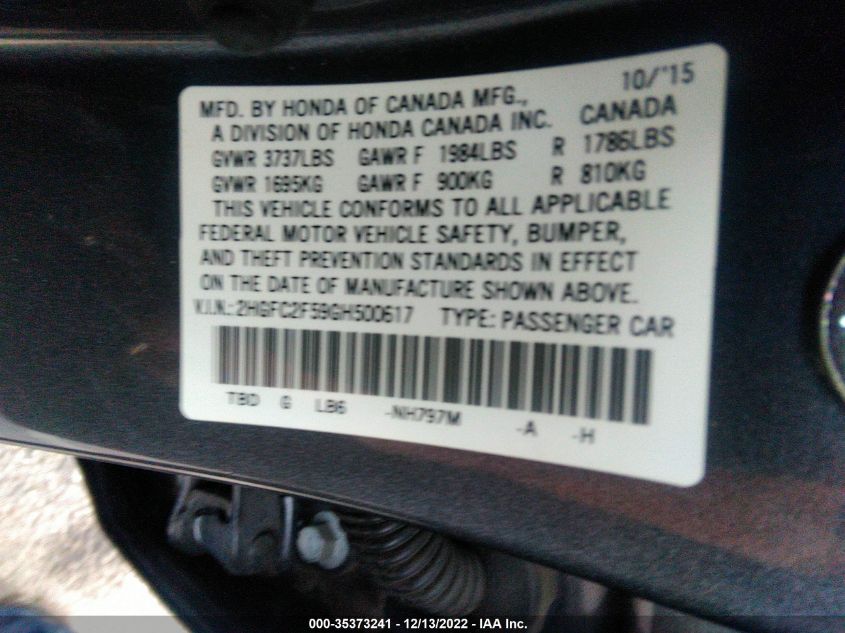 10/'15
MFD. BY HONDA OF CANADA MFG.,
A DIVISION OF HONDA CANADA INC. CANADA
GVWR 3737LBS GAWR F 1984LBS R 1786LBS
GVWR 1695KG GAWR F 900KG R 810KG
THIS VEHICLE CONFORMS TO ALL APPLICABLE
FEDERAL MOTOR VEHICLE SAFETY, BUMPER,
AND THEFT PREVENTION STANDARDS IN EFFECT
ON THE DATE OF MANUFACTURE SHOWN ABOVE.
V.I.N.:2HGFC2F59GH500617 TYPE: PASSENGER CAR
TBD G LB6 -NH797M -A -H
000-35373241 - 12/13/2022 - IAA Inc.